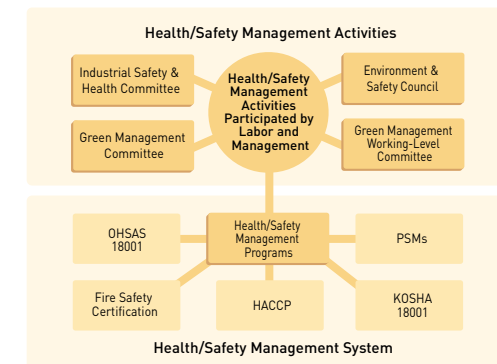 Health/Safety Management Activities
Industrial Safety &
Health Committee
Health/Safety
Management
Activities
Participated by
Labor and
Management
Environment &
Safety Council
Green Management
Committee
Green Management
Working-Level
Committee
OHSAS
18001
Health/Safety
Management
Programs
PSMs
Fire Safety
Certification
HACCP
KOSHA
18001
Health/Safety Management System